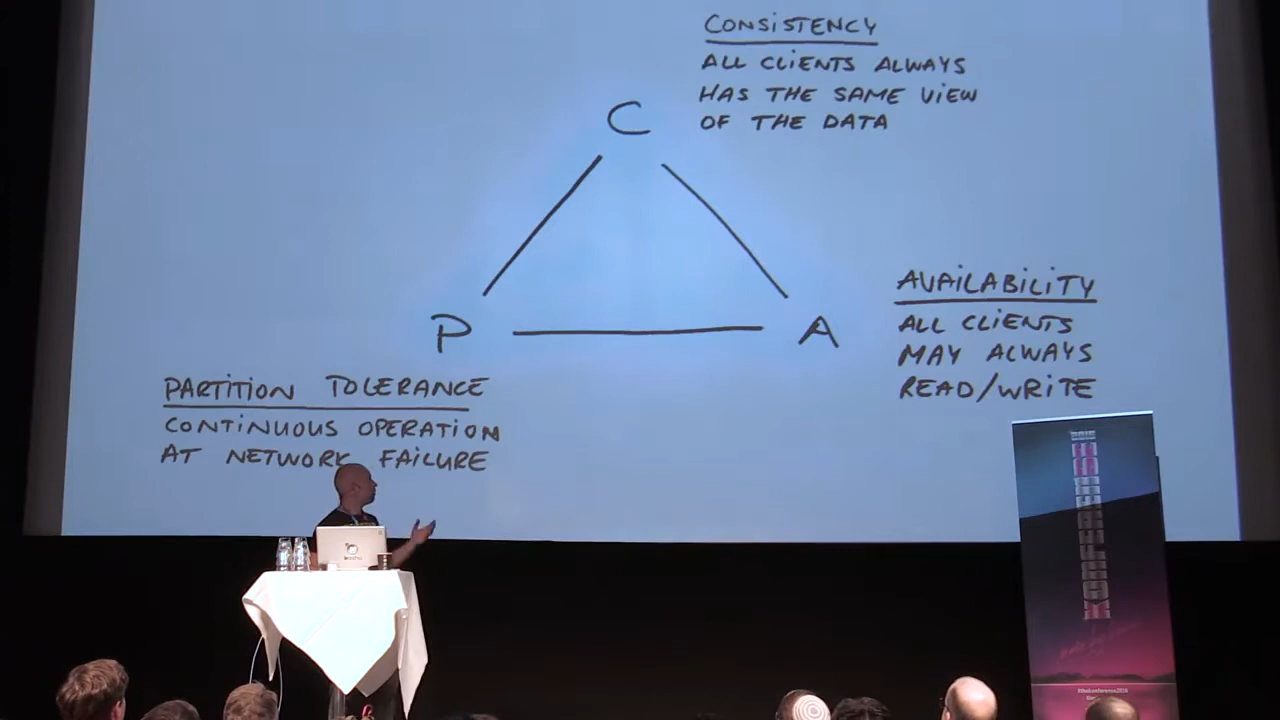 CONSISTENCY
ALL CLIENTS ALWAYS
HAS THE SAME VIEW
OF THE DATA
C
P
A
AVAILABILITY
ALL CLIENTS
MAY ALWAYS
READ/WRITE
PARTITION TOLERANCE
CONTINUOUS OPERATION
AT NETWORK FAILURE